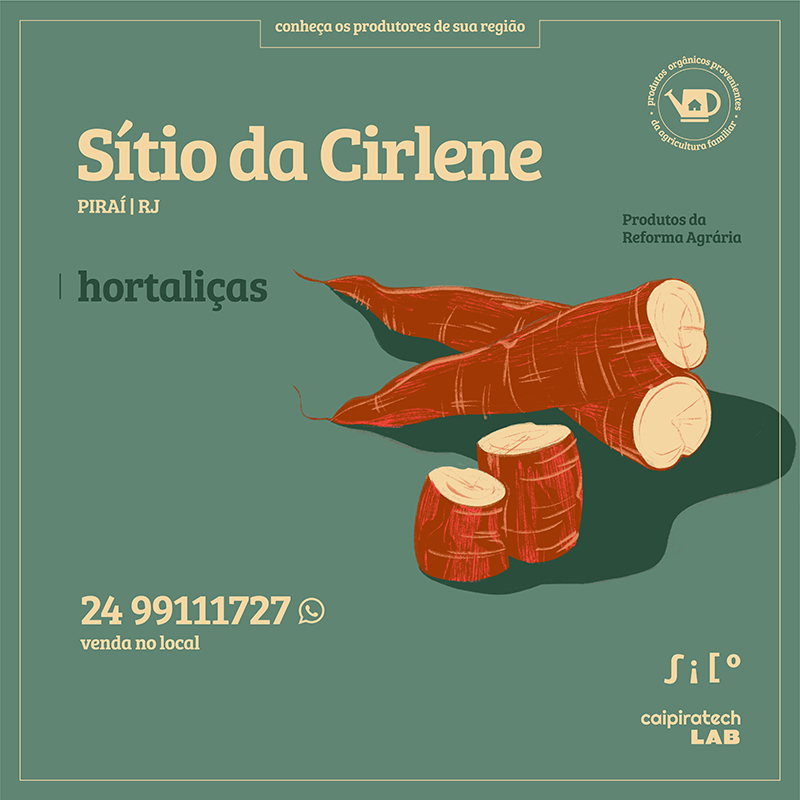 conheça os produtores de sua região
produtos orgânicos provenientes
da agricultura familiar
Sítio da Cirlene
PIRAÍ | RJ
Produtos da
Reforma Agrária
hortaliças
24 99111727
venda no local
silo
caipiratech
LAB